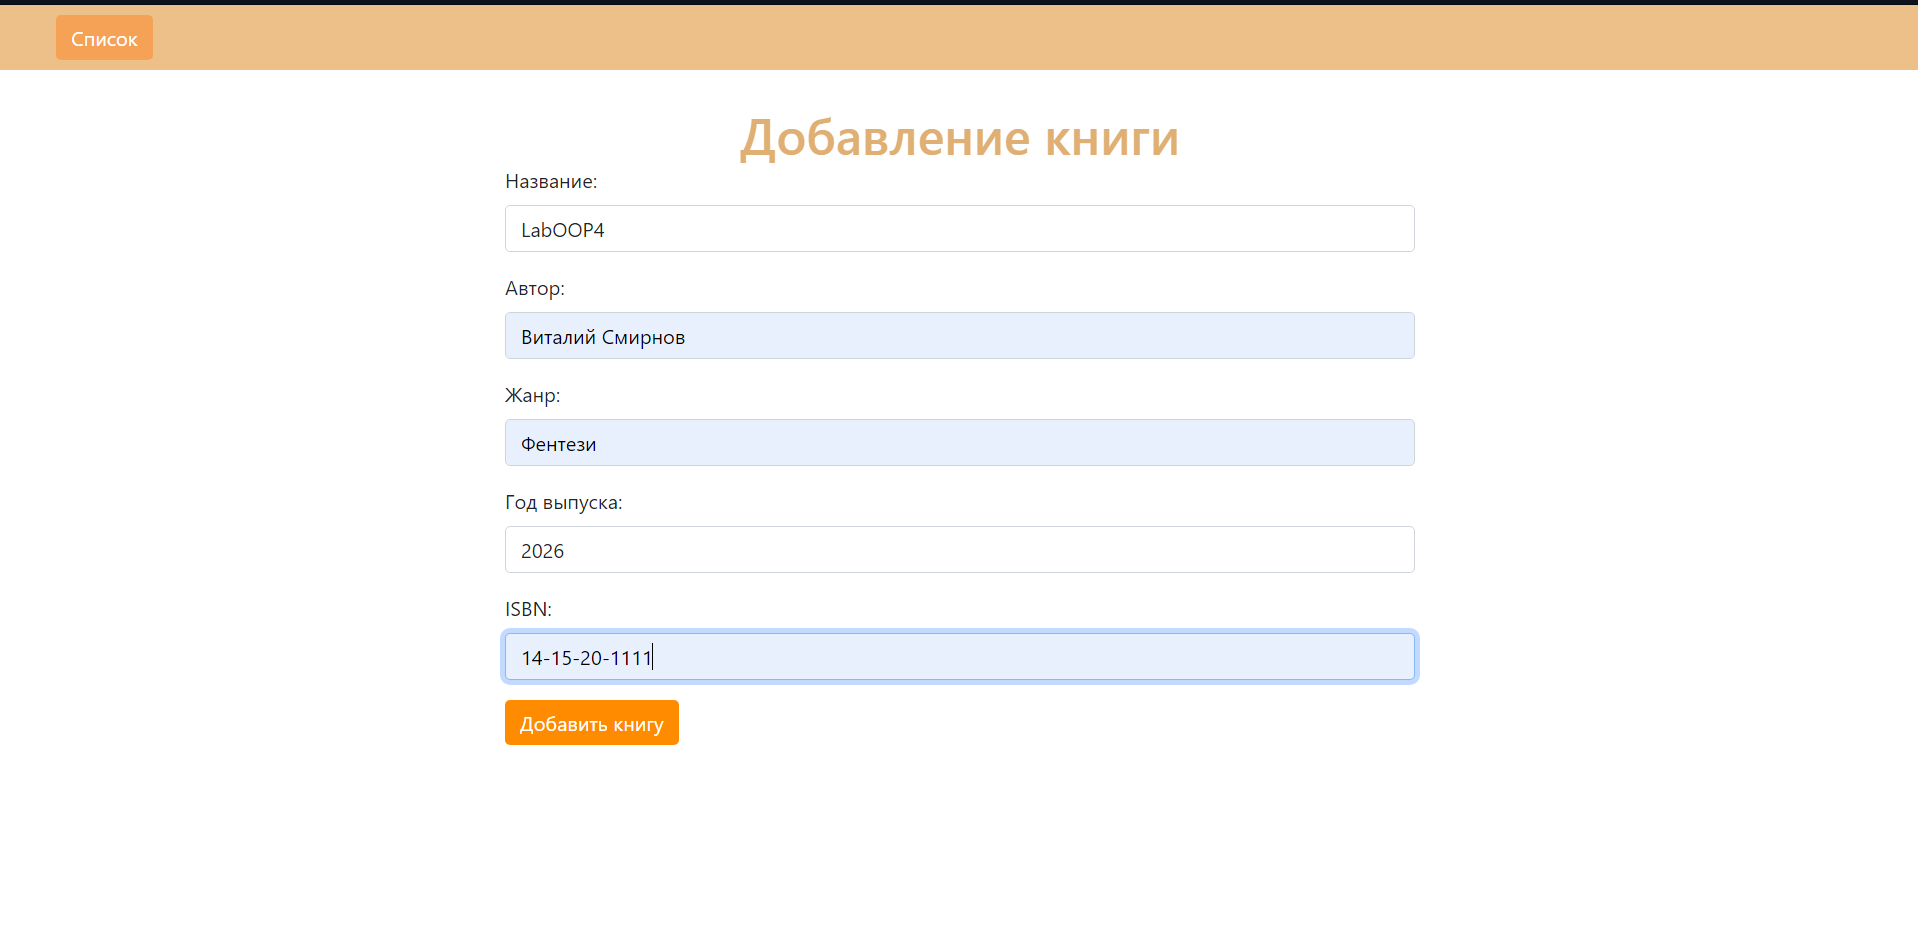 Список
Добавление книги
Название:
LabOOP4
Автор:
Виталий Смирнов
Жанр:
Фентези
Год выпуска:
2026
ISBN:
14-15-20-1111
Добавить книгу